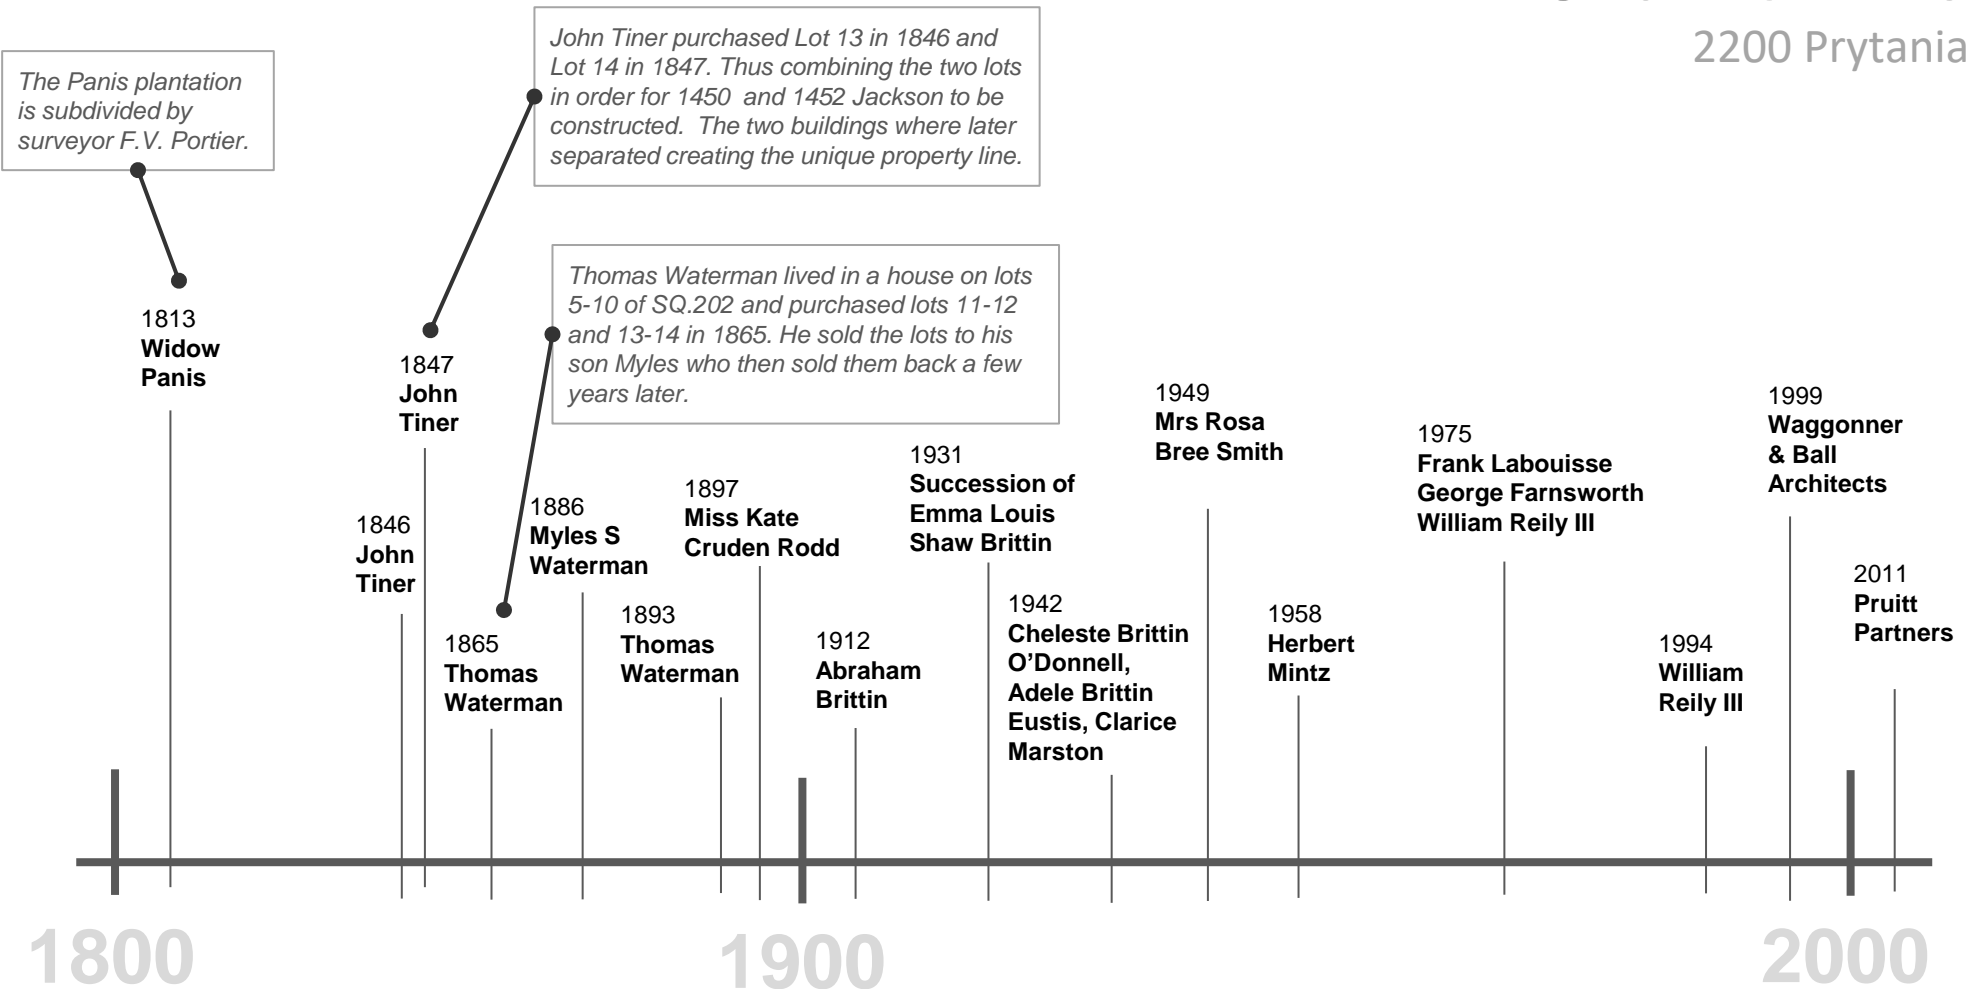 2200 Prytania
The Panis plantation
is subdivided by
surveyor F.V. Portier.
John Tiner purchased Lot 13 in 1846 and
Lot 14 in 1847. Thus combining the two lots
in order for 1450 and 1452 Jackson to be
constructed. The two buildings where later
separated creating the unique property line.
Thomas Waterman lived in a house on lots
5-10 of SQ.202 and purchased lots 11-12
and 13-14 in 1865. He sold the lots to his
son Myles who then sold them back a few
years later.
1813
Widow
Panis
1846
John
Tiner
1847
John
Tiner
1865
Thomas
Waterman
1886
Myles S
Waterman
1893
Thomas
Waterman
1897
Miss Kate
Cruden Rodd
1912
Abraham
Brittin
1931
Succession of
Emma Louis
Shaw Brittin
1942
Cheleste Brittin
O’Donnell,
Adele Brittin
Eustis, Clarice
Marston
1949
Mrs Rosa
Bree Smith
1958
Herbert
Mintz
1975
Frank Labouisse
George Farnsworth
William Reily III
1994
William
Reily III
1999
Waggonner
& Ball
Architects
2011
Pruitt
Partners
1800
1900
2000